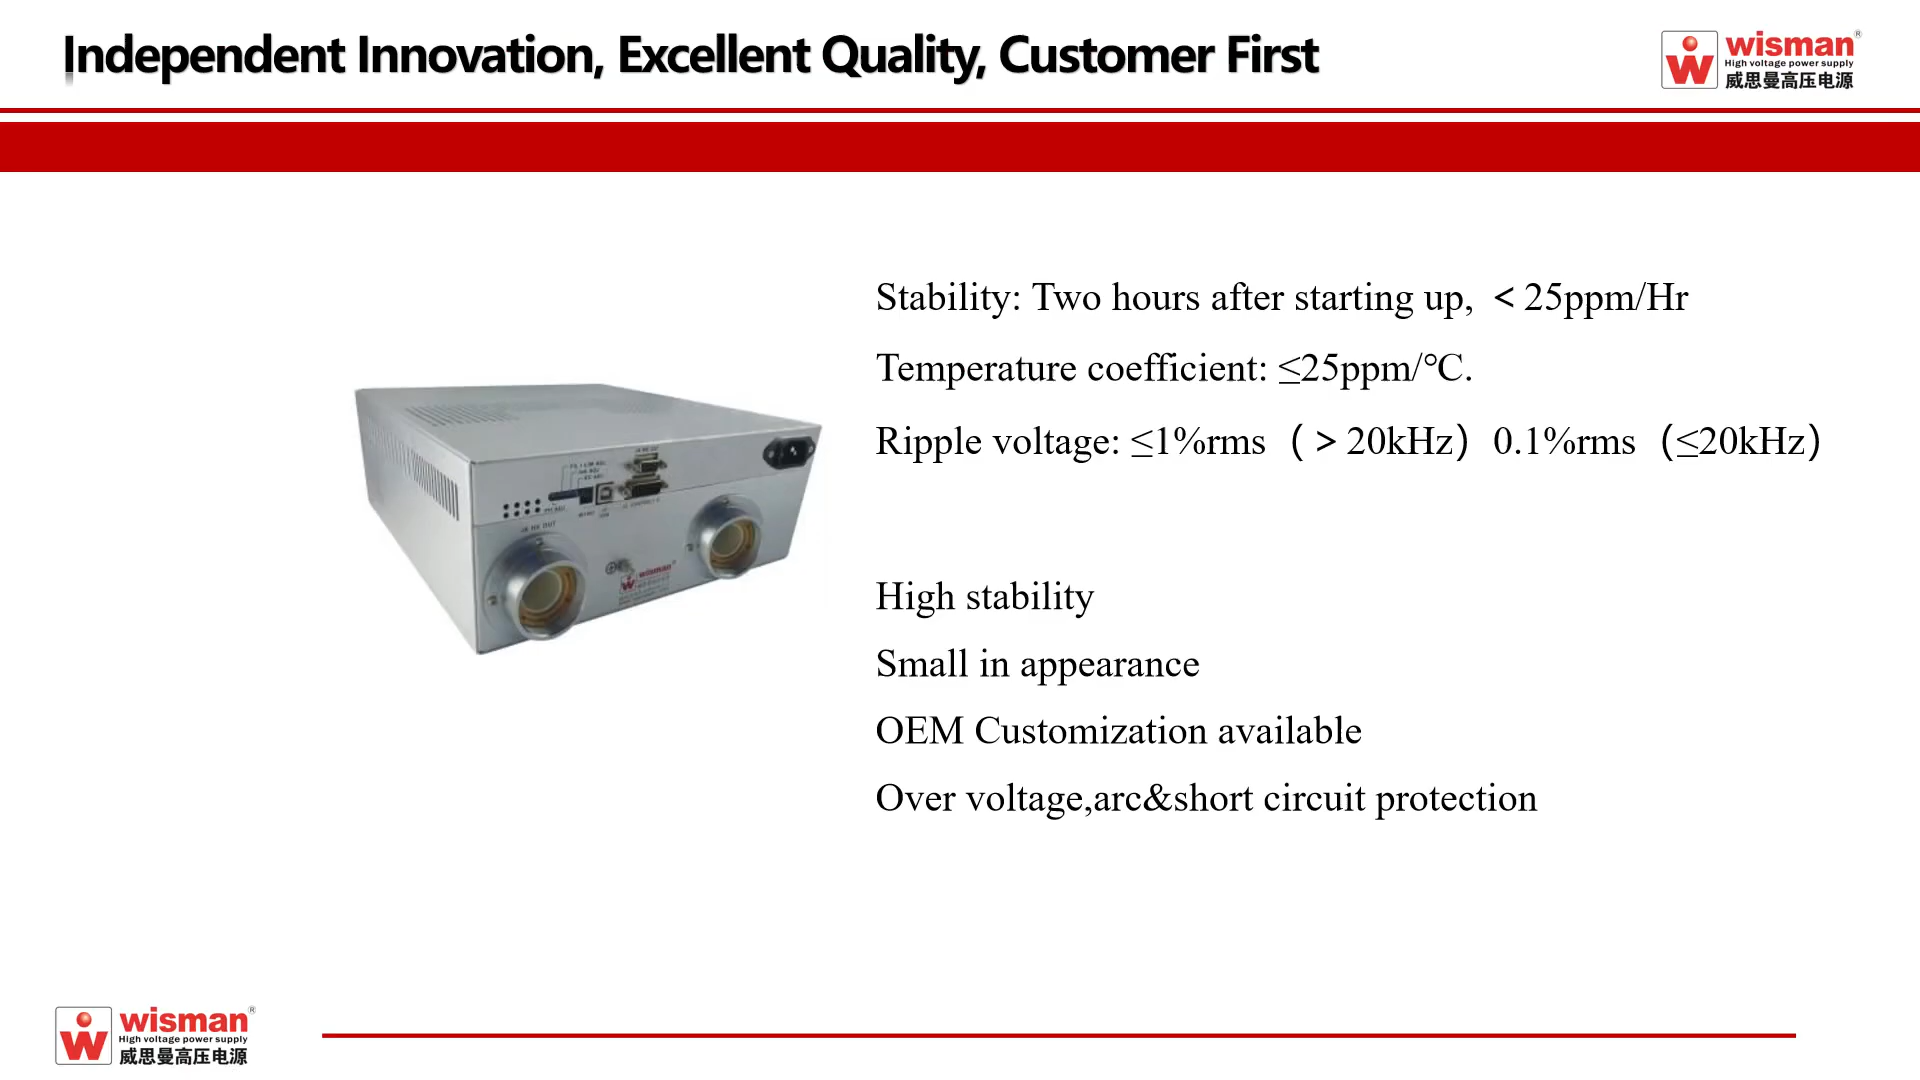 Independent Innovation, Excellent Quality, Customer First
wisman®
High voltage power supply
威思曼高压电源
Stability: Two hours after starting up, ＜25ppm/Hr
Temperature coefficient: ≤25ppm/℃.
Ripple voltage: ≤1%rms（＞20kHz）0.1%rms（≤20kHz）
High stability
Small in appearance
OEM Customization available
Over voltage,arc&short circuit protection
wisman
wisman®
High voltage power supply
威思曼高压电源